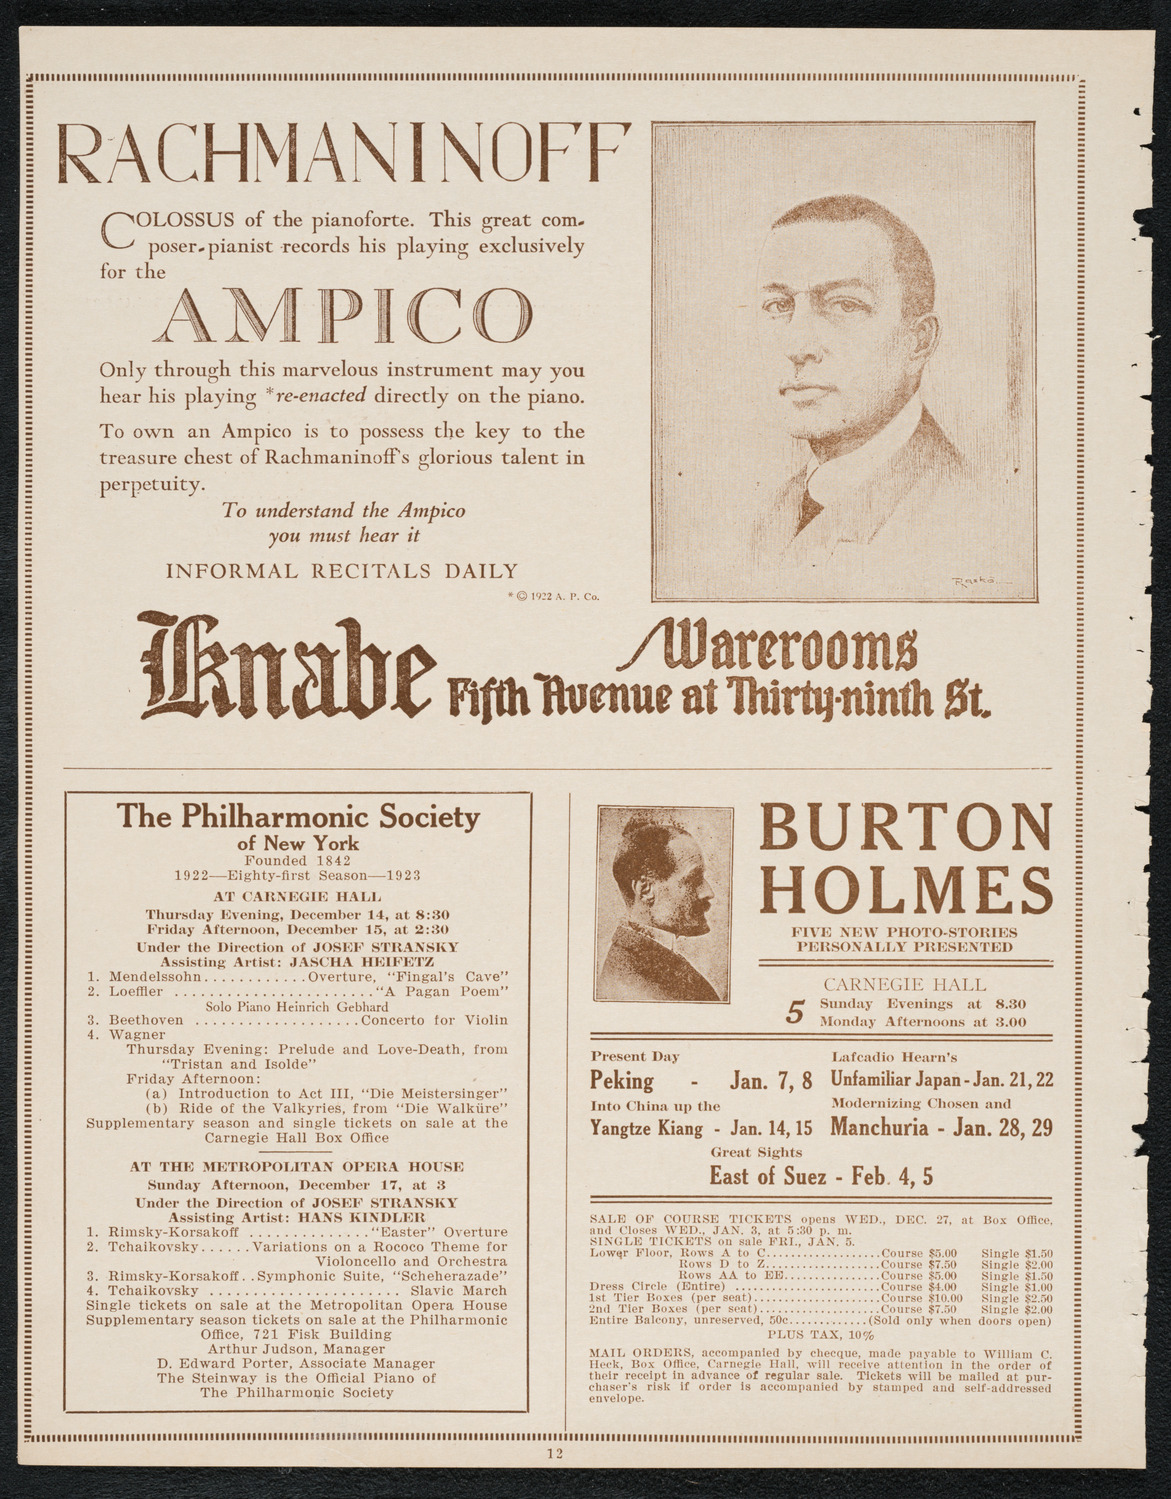 RACHMANINOFF
COLOSSUS of the pianoforte. This great com-
poser-pianist records his playing exclusively
for the
AMPICO
Only through this marvelous instrument may you
hear his playing *re-enacted directly on the piano.
To own an Ampico is to possess the key to the
treasure chest of Rachmaninoff's glorious talent in
perpetuity.
To understand the Ampico
you must hear it
INFORMAL RECITALS DAILY
* © 1922 A. P. Co.
Raska
Knabe Warerooms
Fifth Avenue at Thirty-ninth St.
The Philharmonic Society
of New York
Founded 1842
1922—Eighty-first Season—1923
AT CARNEGIE HALL
Thursday Evening, December 14, at 8:30
Friday Afternoon, December 15, at 2:30
Under the Direction of JOSEF STRANSKY
Assisting Artist: JASCHA HEIFETZ
1. Mendelssohn............Overture, "Fingal's Cave"
2. Loeffler ........................"A Pagan Poem"
Solo Piano Heinrich Gebhard
3. Beethoven ...................Concerto for Violin
4. Wagner
Thursday Evening: Prelude and Love-Death, from
"Tristan and Isolde"
Friday Afternoon:
(a) Introduction to Act III, "Die Meistersinger"
(b) Ride of the Valkyries, from "Die Walküre"
Supplementary season and single tickets on sale at the
Carnegie Hall Box Office
AT THE METROPOLITAN OPERA HOUSE
Sunday Afternoon, December 17, at 3
Under the Direction of JOSEF STRANSKY
Assisting Artist: HANS KINDLER
1. Rimsky-Korsakoff ..............."Easter" Overture
2. Tchaikovsky......Variations on a Rococo Theme for
Violoncello and Orchestra
3. Rimsky-Korsakoff..Symphonic Suite, "Scheherazade"
4. Tchaikovsky ....................... Slavic March
Single tickets on sale at the Metropolitan Opera House
Supplementary season tickets on sale at the Philharmonic
Office, 721 Fisk Building
Arthur Judson, Manager
D. Edward Porter, Associate Manager
The Steinway is the Official Piano of
The Philharmonic Society
BURTON
HOLMES
FIVE NEW PHOTO-STORIES
PERSONALLY PRESENTED
CARNEGIE HALL
5 Sunday Evenings at 8.30
Monday Afternoons at 3.00
Present Day
Peking - Jan. 7, 8
Into China up the
Yangtze Kiang - Jan. 14, 15
Lafcadio Hearn's
Unfamiliar Japan - Jan. 21, 22
Modernizing Chosen and
Manchuria - Jan. 28, 29
Great Sights
East of Suez - Feb. 4, 5
SALE OF COURSE TICKETS opens WED., DEC. 27, at Box Office,
and Closes WED., JAN. 3, at 5:30 p. m.
SINGLE TICKETS on sale FRI., JAN. 5.
Lower Floor, Rows A to C...................Course $5.00 Single $1.50
Rows D to Z...................Course $7.50 Single $2.00
Rows AA to EE................Course $5.00 Single $1.50
Dress Circle (Entire) ........................Course $4.00 Single $1.00
1st Tier Boxes (per seat).....................Course $10.00 Single $2.50
2nd Tier Boxes (per seat)....................Course $7.50 Single $2.00
Entire Balcony, unreserved, 50c.............(Sold only when doors open)
PLUS TAX, 10%
MAIL ORDERS, accompanied by checque, made payable to William C.
Heck, Box Office, Carnegie Hall, will receive attention in the order of
their receipt in advance of regular sale. Tickets will be mailed at pur-
chaser's risk if order is accompanied by stamped and self-addressed
envelope.
12